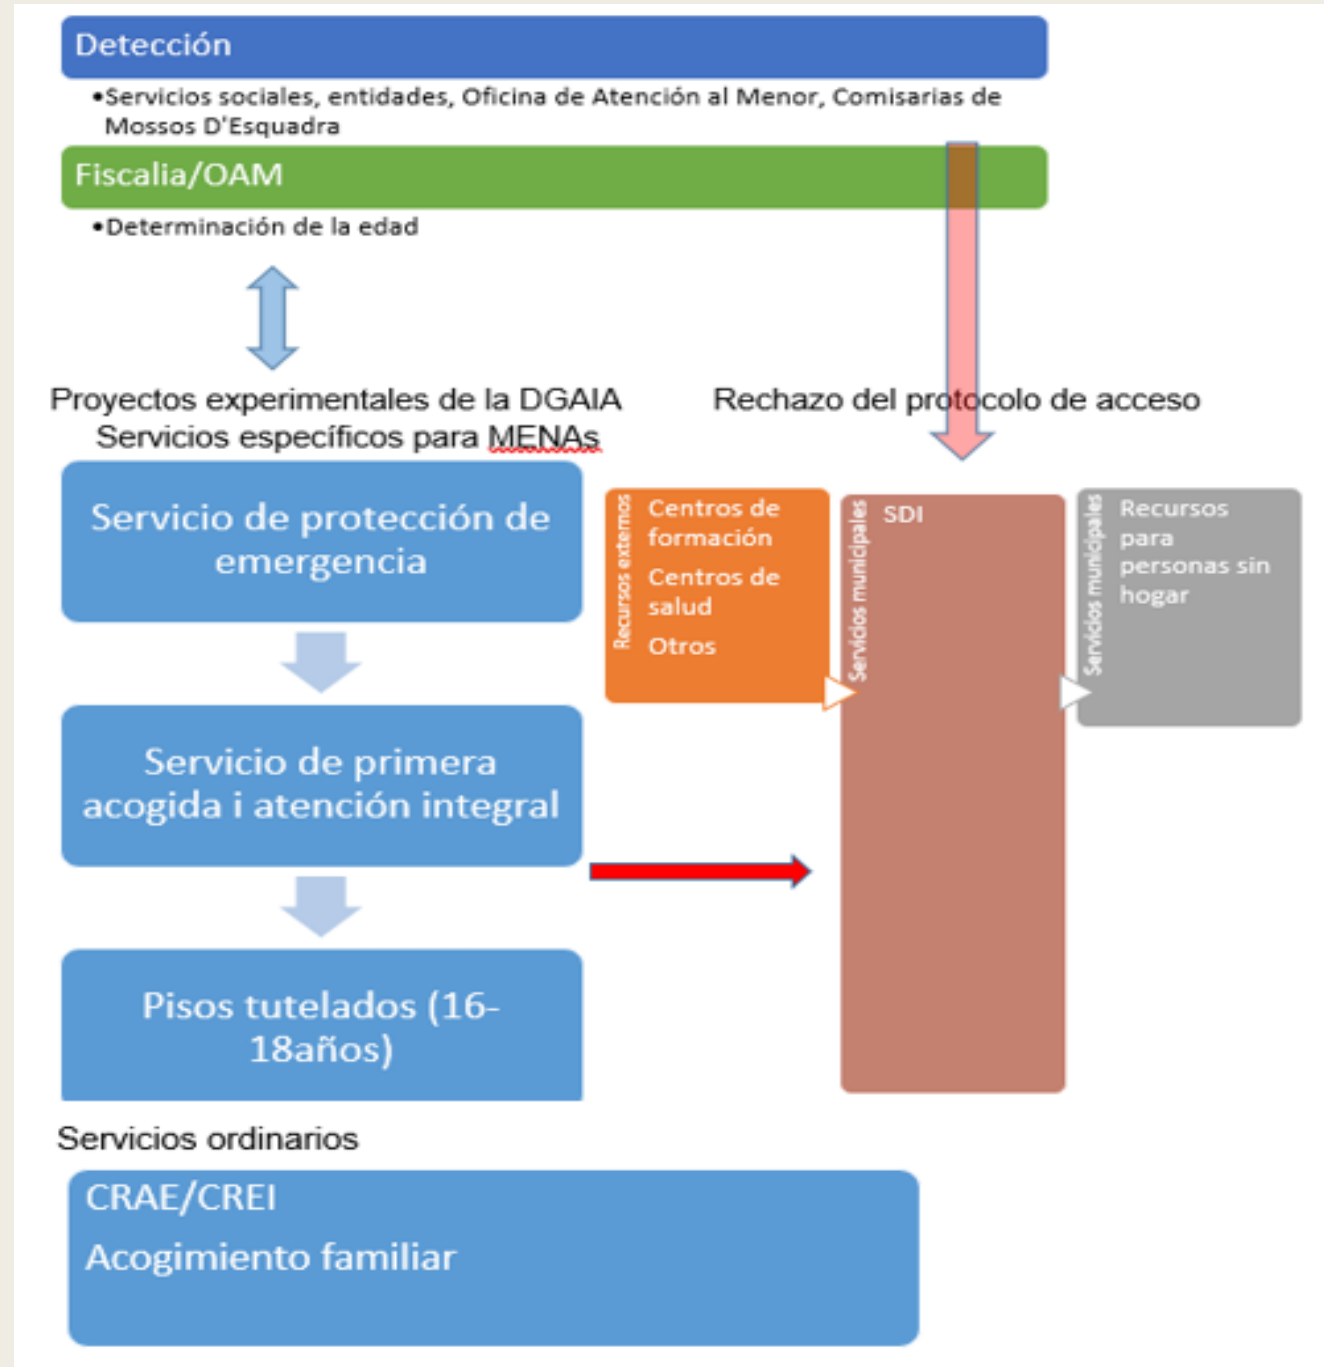 Detección
•Servicios sociales, entidades, Oficina de Atención al Menor, Comisarias de
Mossos D'Esquadra
Fiscalia/OAM
•Determinación de la edad
Proyectos experimentales de la DGAIA
Servicios específicos para MENAs
Rechazo del protocolo de acceso
Servicio de protección de
emergencia
Servicio de primera
acogida i atención integral
Pisos tutelados (16-
18años)
Recursos externos
Centros de
formación
Centros de
salud
Otros
Servicios municipales
SDI
Servicios municipales
Recursos
para
personas sin
hogar
Servicios ordinarios
CRAE/CREI
Acogimiento familiar